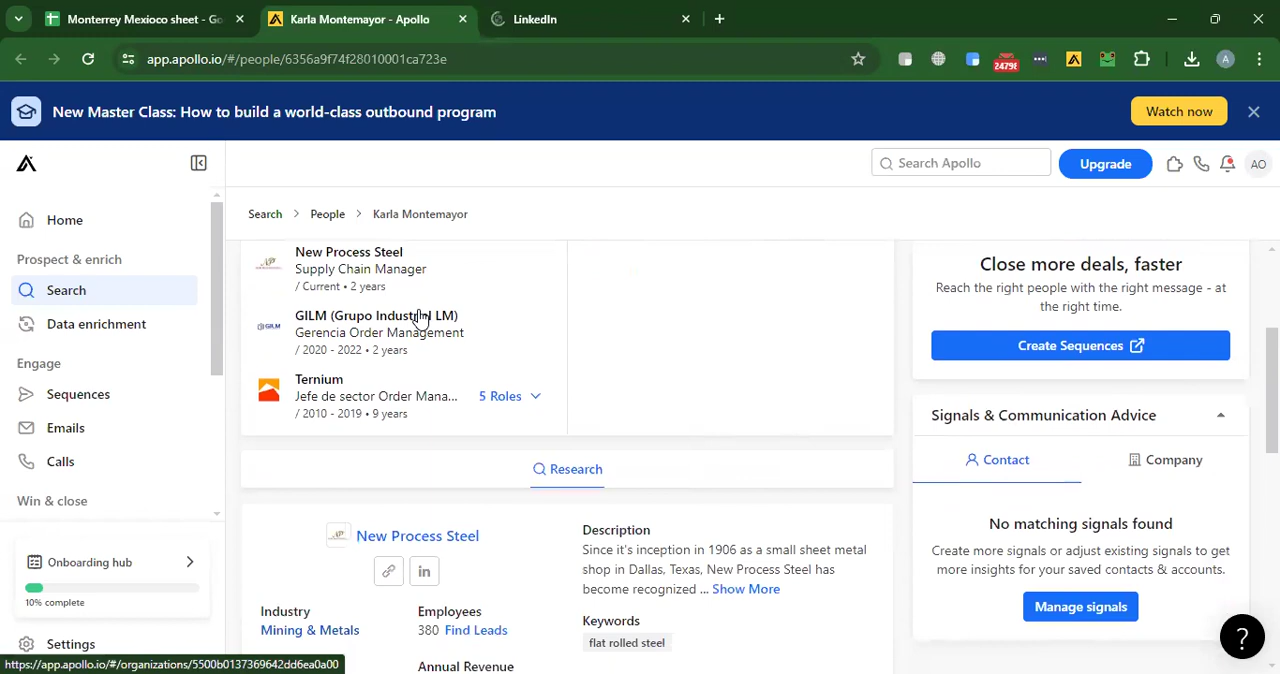 Monterrey Mexioco sheet - Go
Karla Montemayor - Apollo
LinkedIn
app.apollo.io/#/people/6356a9f74f28010001ca723e
2479E
A
New Master Class: How to build a world-class outbound program
Watch now
Search Apollo
Upgrade
AO
Home
Prospect & enrich
Search
Data enrichment
Engage
Sequences
Emails
Calls
Win & close
Onboarding hub
10% complete
Settings
https://app.apollo.io/#/organizations/5500b0137369642dd6ea0a00
Search > People > Karla Montemayor
New Process Steel
Supply Chain Manager
/ Current • 2 years
GILM (Grupo Industrial LM)
Gerencia Order Management
/ 2020 - 2022 • 2 years
GILM
Ternium
Jefe de sector Order Mana...
5 Roles
/ 2010 - 2019 • 9 years
Research
New Process Steel
in
Industry
Mining & Metals
Employees
380 Find Leads
Annual Revenue
Description
Since it's inception in 1906 as a small sheet metal
shop in Dallas, Texas, New Process Steel has
become recognized ... Show More
Keywords
flat rolled steel
Close more deals, faster
Reach the right people with the right message - at
the right time.
Create Sequences
Signals & Communication Advice
Contact
Company
No matching signals found
Create more signals or adjust existing signals to get
more insights for your saved contacts & accounts.
Manage signals
?